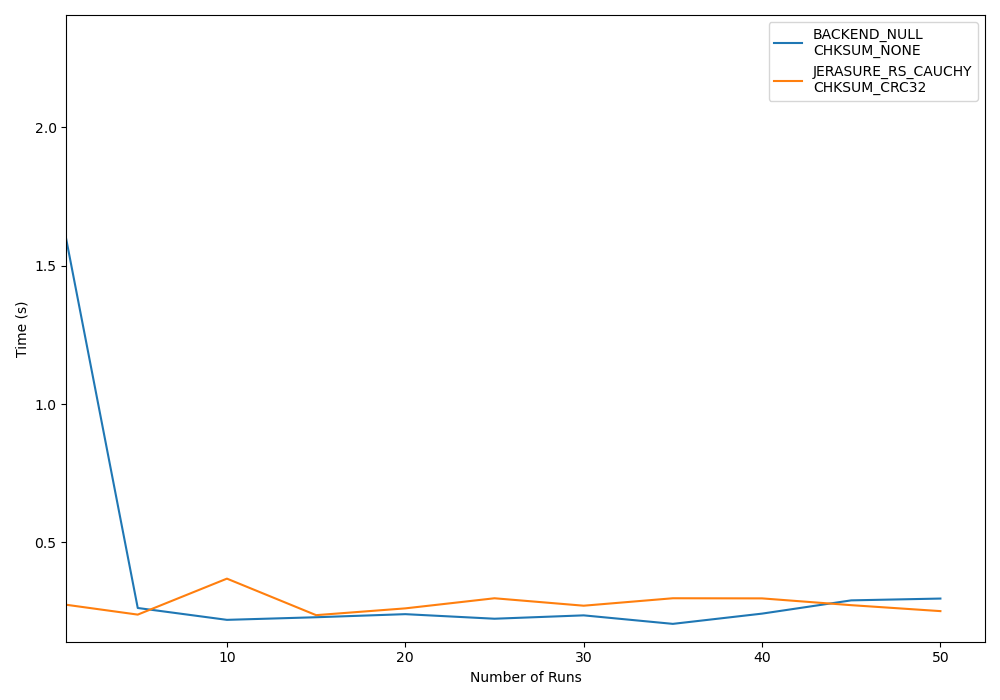 BACKEND_NULL
CHKSUM_NONE
JERASURE_RS_CAUCHY
CHKSUM_CRC32
2.0
1.5
1.0
0.5
Time (s)
10 20 30 40 50
Number of Runs